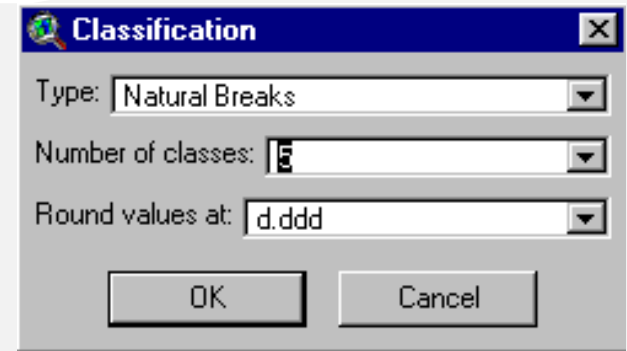 Classification
Type: Natural Breaks
Number of classes: 5
Round values at: d.ddd
OK Cancel